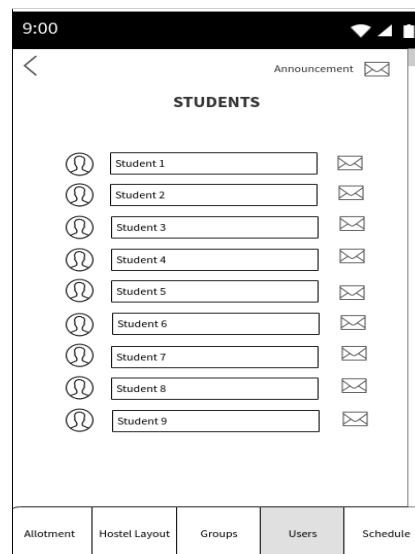 9:00
Announcement
STUDENTS
Student 1
Student 2
Student 3
Student 4
Student 5
Student 6
Student 7
Student 8
Student 9
Allotment Hostel Layout Groups Users Schedule